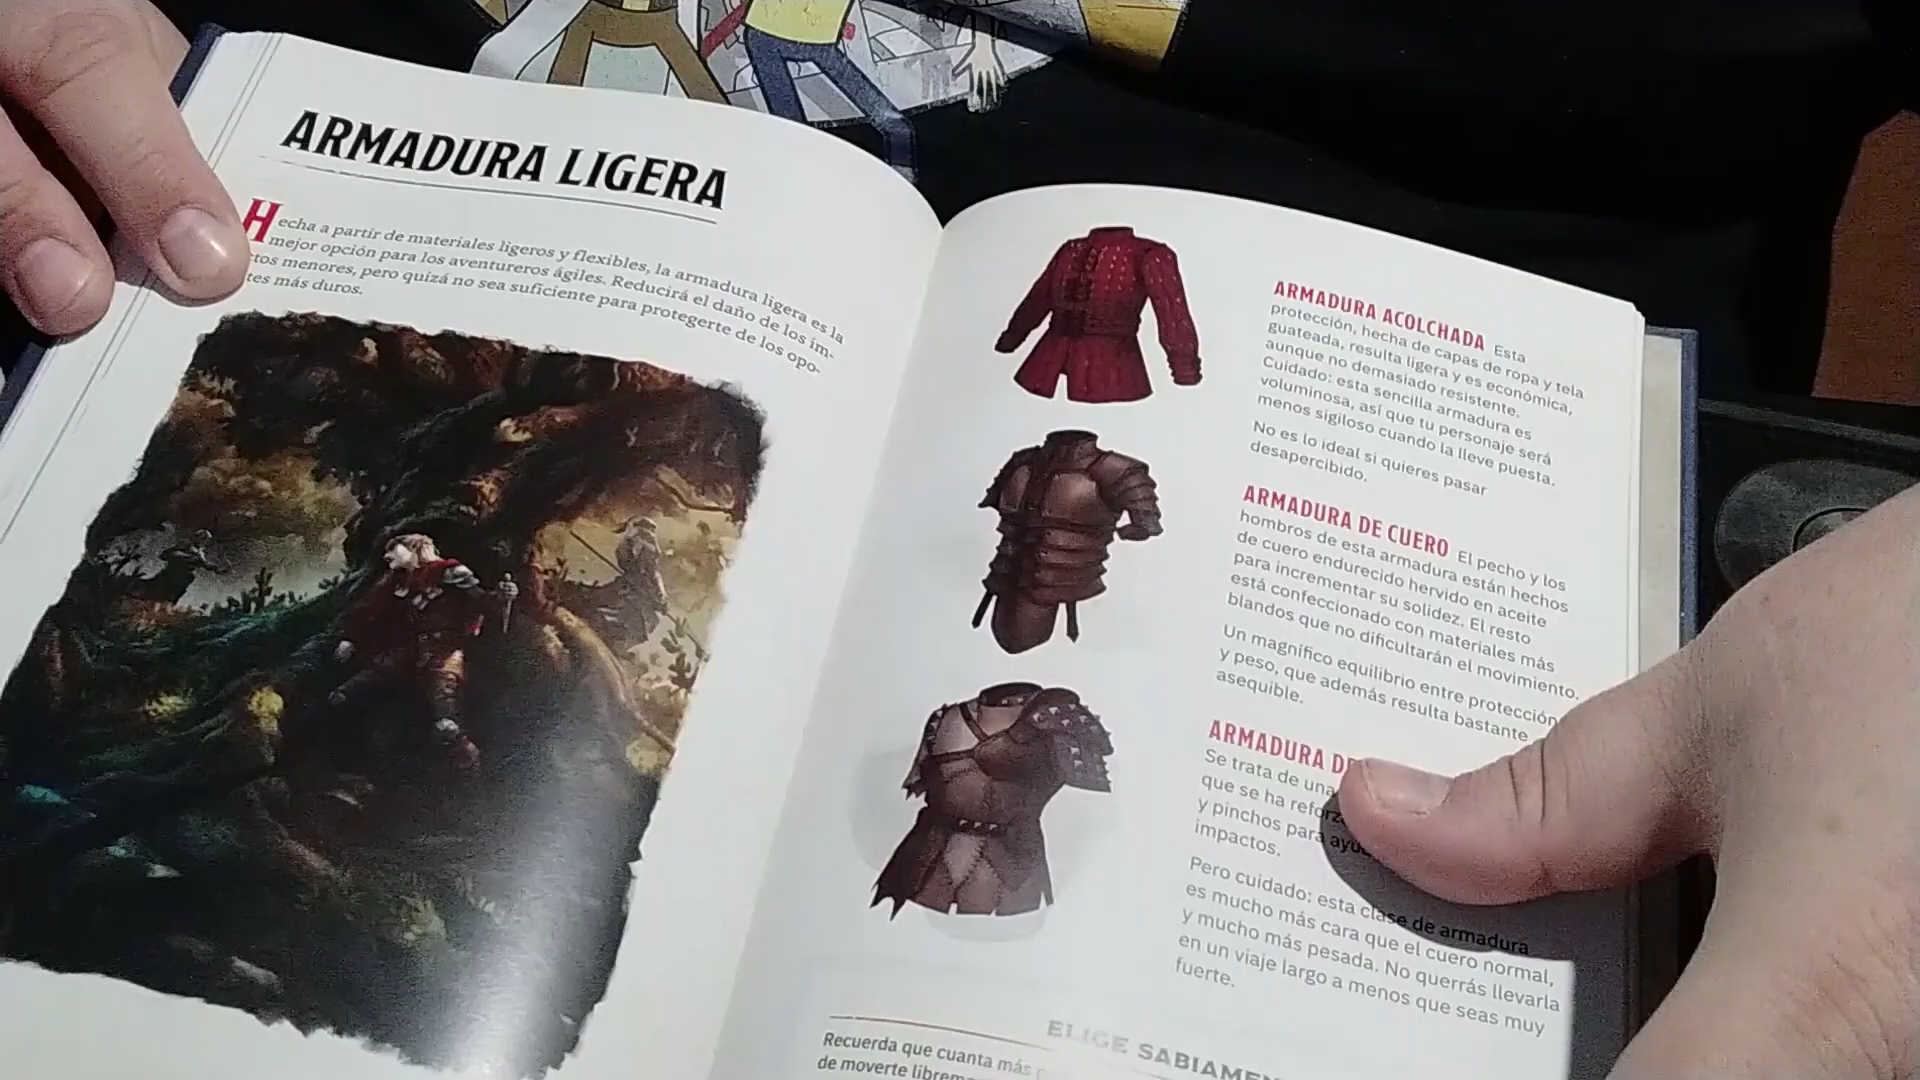 ARMADURA LIGERA
Hecha a partir de materiales ligeros y flexibles, la armadura ligera es la
mejor opción para los aventureros ágiles. Reducirá el daño de los im-
tos menores, pero quizá no sea suficiente para protegerte de los opo-
tes más duros.
ARMADURA ACOLCHADA Esta
protección, hecha de capas de ropa y tela
guateada, resulta ligera y es económica,
aunque no demasiado resistente.
Cuidado: esta sencilla armadura es
voluminosa, así que tu personaje será
menos sigiloso cuando la lleve puesta.
No es lo ideal si quieres pasar
desapercibido.
ARMADURA DE CUERO El pecho y los
hombros de esta armadura están hechos
de cuero endurecido hervido en aceite
para incrementar su solidez. El resto
está confeccionado con materiales más
blandos que no dificultarán el movimiento.
Un magnífico equilibrio entre protección
y peso, que además resulta bastante
asequible.
ARMADURA DE
Se trata de una
que se ha reforz
y pinchos para ayu
impactos.
Pero cuidado: esta clase de armadura
es mucho más cara que el cuero normal,
y mucho más pesada. No querrás llevarla
en un viaje largo a menos que seas muy
fuerte.
ELIGE SABIAMEN
Recuerda que cuanta más
de moverte libreme